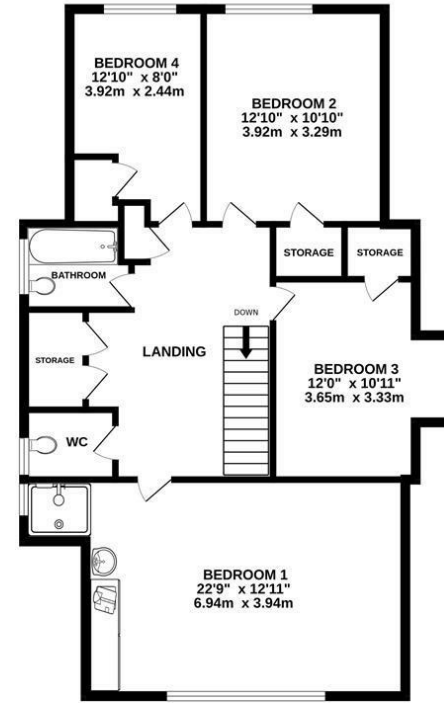 BEDROOM 4
12'10" x 8'0"
3.92m x 2.44m
BEDROOM 2
12'10" x 10'10"
3.92m x 3.29m
STORAGE
STORAGE
BATHROOM
DOWN
LANDING
STORAGE
BEDROOM 3
12'0" x 10'11"
3.65m x 3.33m
WC
BEDROOM 1
22'9" x 12'11"
6.94m x 3.94m